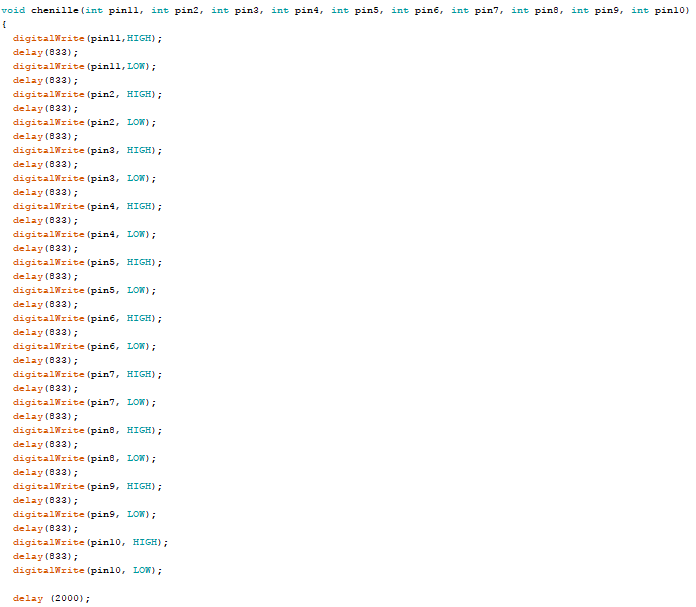 void chenille(int pin11, int pin2, int pin3, int pin4, int pin5, int pin6, int pin7, int pin8, int pin9, int pin10)
{
digitalWrite(pin11,HIGH);
delay(833);
digitalWrite(pin11,LOW);
delay(833);
digitalWrite(pin2, HIGH);
delay(833);
digitalWrite(pin2, LOW);
delay(833);
digitalWrite(pin3, HIGH);
delay(833);
digitalWrite(pin3, LOW);
delay(833);
digitalWrite(pin4, HIGH);
delay(833);
digitalWrite(pin4, LOW);
delay(833);
digitalWrite(pin5, HIGH);
delay(833);
digitalWrite(pin5, LOW);
delay(833);
digitalWrite(pin6, HIGH);
delay(833);
digitalWrite(pin6, LOW);
delay(833);
digitalWrite(pin7, HIGH);
delay(833);
digitalWrite(pin7, LOW);
delay(833);
digitalWrite(pin8, HIGH);
delay(833);
digitalWrite(pin8, LOW);
delay(833);
digitalWrite(pin9, HIGH);
delay(833);
digitalWrite(pin9, LOW);
delay(833);
digitalWrite(pin10, HIGH);
delay(833);
digitalWrite(pin10, LOW);
delay (2000);